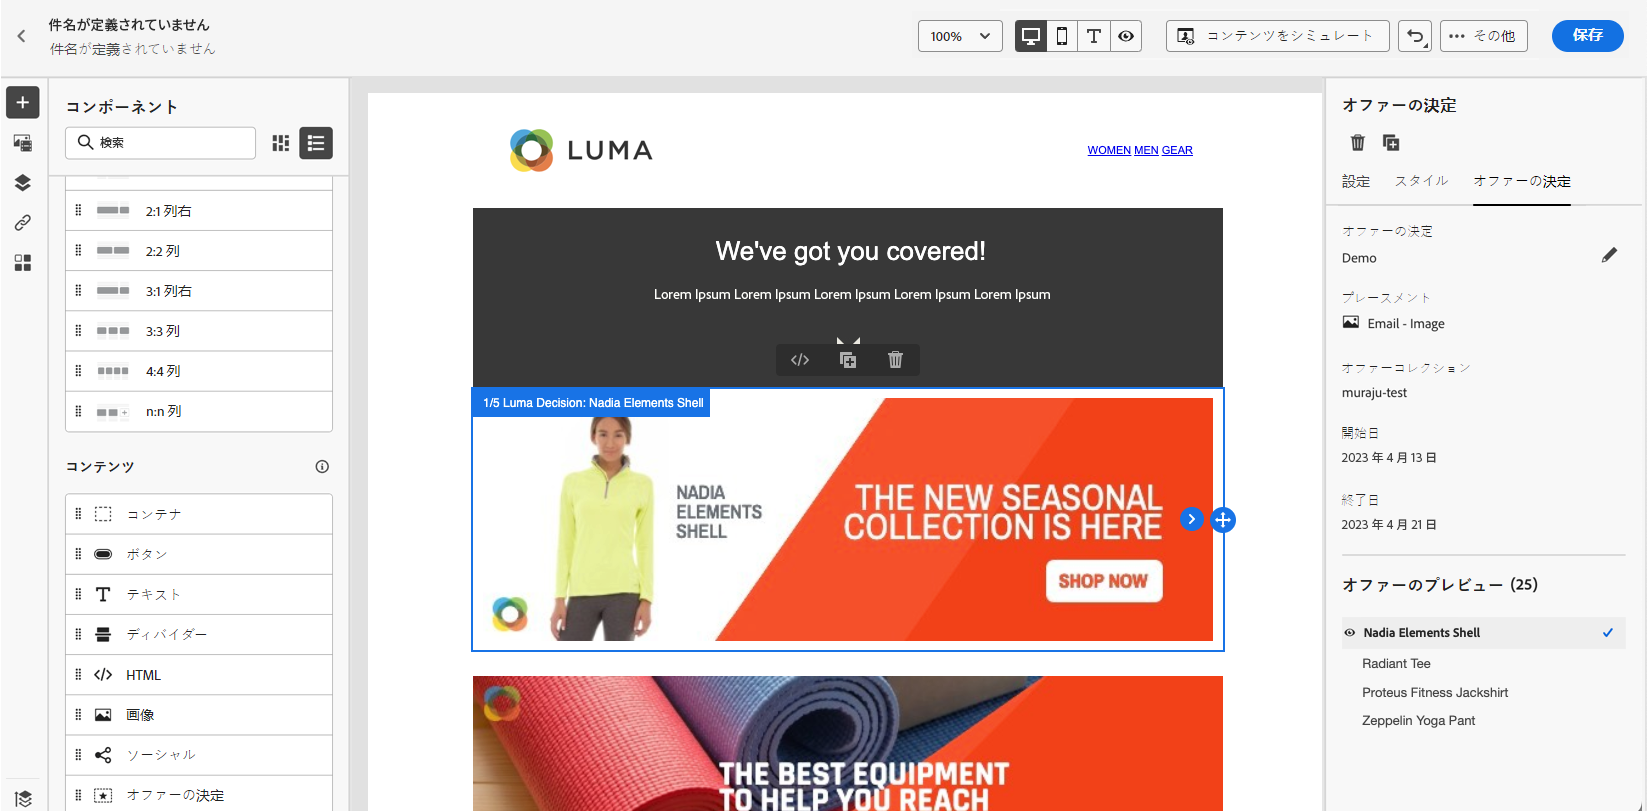 件名が定義されていません
件名が定義されていません
100%
コンテンツをシミュレート
その他
保存
コンポーネント
検索
2:1 列右
2:2 列
3:1 列右
3:3 列
4:4 列
n:n 列
コンテンツ
コンテナ
ボタン
テキスト
ディバイダー
HTML
画像
ソーシャル
オファーの決定
LUMA
WOMEN MEN GEAR
We've got you covered!
Lorem Ipsum Lorem Ipsum Lorem Ipsum Lorem Ipsum Lorem Ipsum
1/5 Luma Decision: Nadia Elements Shell
NADIA
ELEMENTS
SHELL
THE NEW SEASONAL
COLLECTION IS HERE
SHOP NOW
THE BEST EQUIPMENT
TO HELP YOU REACH
オファーの決定
設定 スタイル オファーの決定
オファーの決定
Demo
プレースメント
Email - Image
オファーコレクション
muraju-test
開始日
2023 年 4 月 13 日
終了日
2023 年 4 月 21 日
オファーのプレビュー (25)
Nadia Elements Shell
Radiant Tee
Proteus Fitness Jackshirt
Zeppelin Yoga Pant